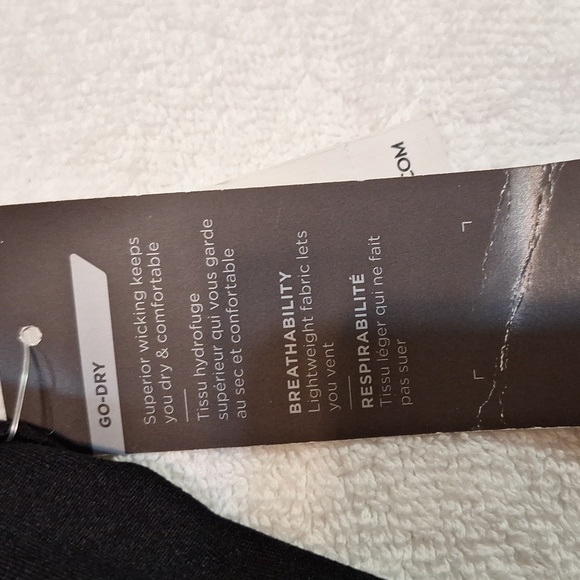 GO-DRY
Superior wicking keeps
you dry & comfortable
Tissu hydrofuge
supérieur qui vous garde
au sec et confortable
BREATHABILITY
Lightweight fabric lets
you vent
RESPIRABILITÉ
Tissu léger qui ne fait
pas suer
.COM